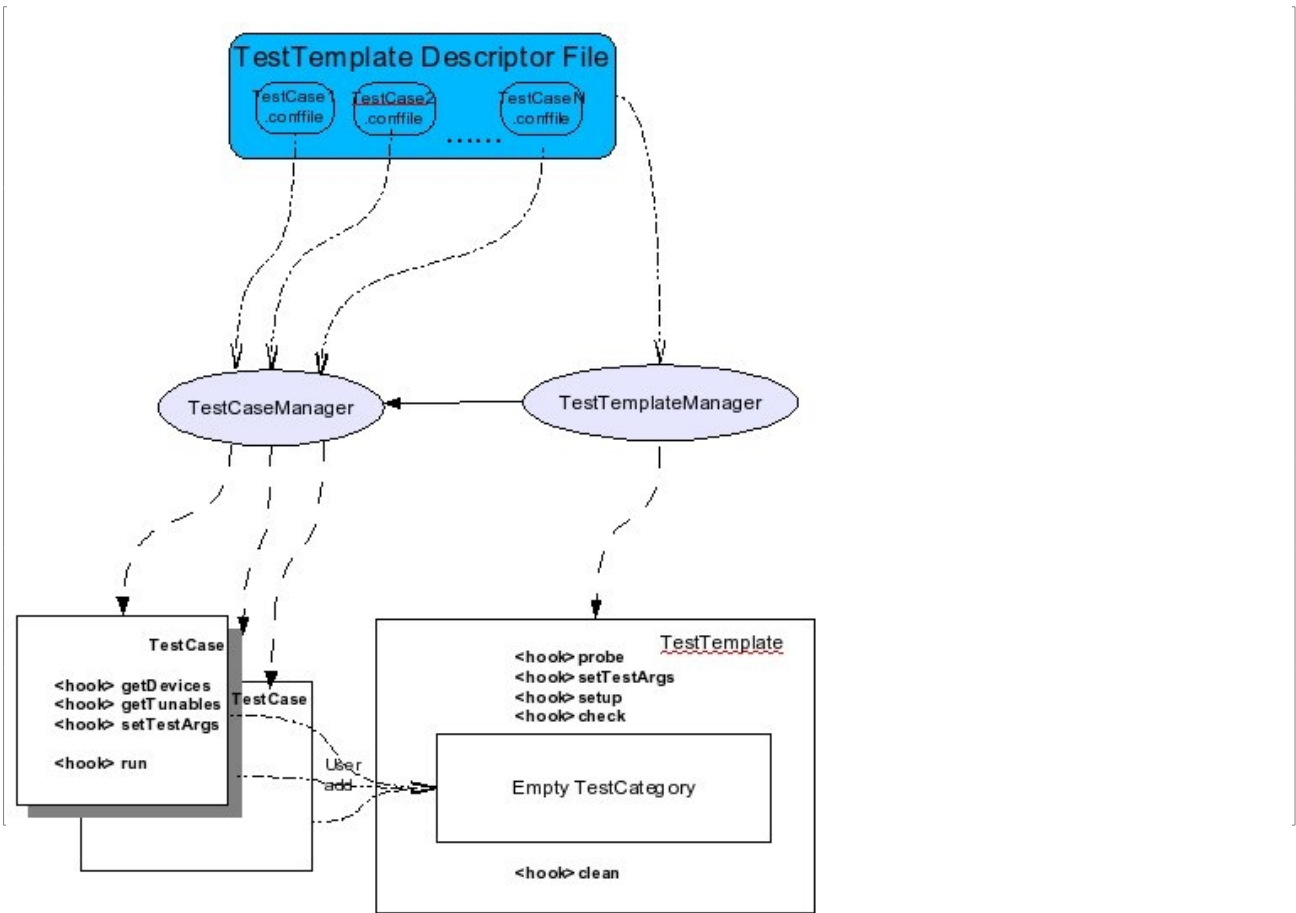 TestTemplate Descriptor File
TestCase1
.conffile
TestCase2
.conffile
TestCaseN
.conffile
......
TestCaseManager
TestTemplateManager
TestCase
<hook> getDevices
<hook> getTunables
<hook> setTestArgs
<hook> run
TestCase
User
add
TestTemplate
<hook> probe
<hook> setTestArgs
<hook> setup
<hook> check
Empty TestCategory
<hook> clean